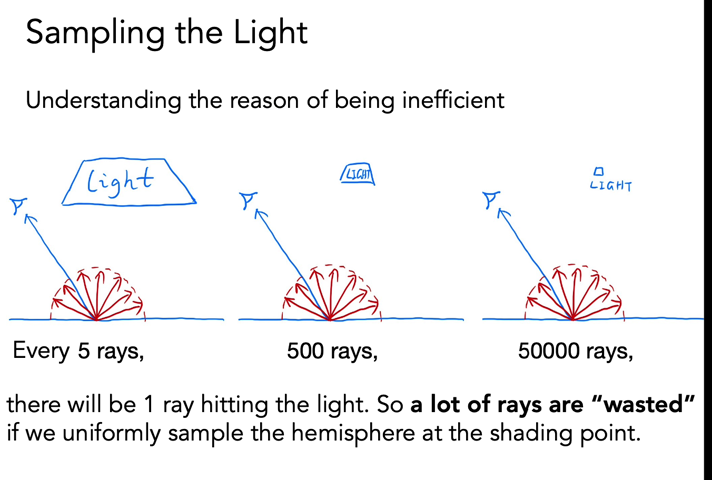 Sampling the Light
Understanding the reason of being inefficient
Light
LIGHT
LIGHT
Every 5 rays,
500 rays,
50000 rays,
there will be 1 ray hitting the light. So a lot of rays are “wasted”
if we uniformly sample the hemisphere at the shading point.